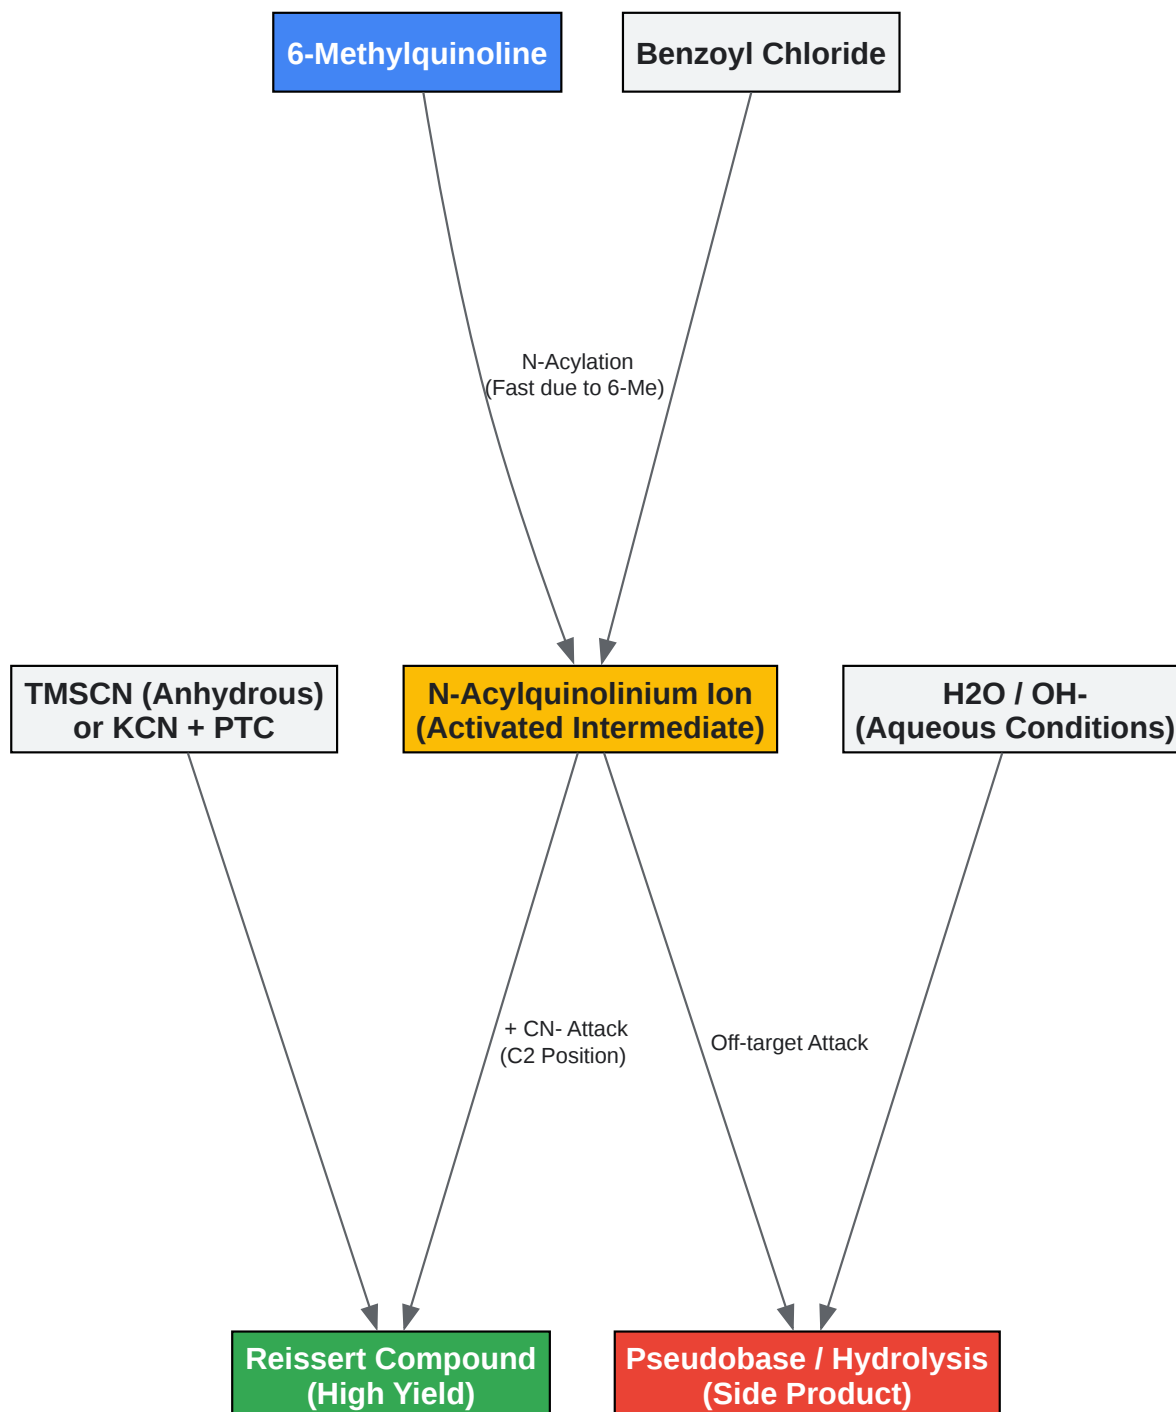 6-Methylquinoline
Benzoyl Chloride
N-Acylation
(Fast due to 6-Me)
TMSCN (Anhydrous)
or KCN + PTC
N-Acylquinolinium Ion
(Activated Intermediate)
H2O / OH-
(Aqueous Conditions)
+ CN- Attack
(C2 Position)
Off-target Attack
Reissert Compound
(High Yield)
Pseudobase / Hydrolysis
(Side Product)